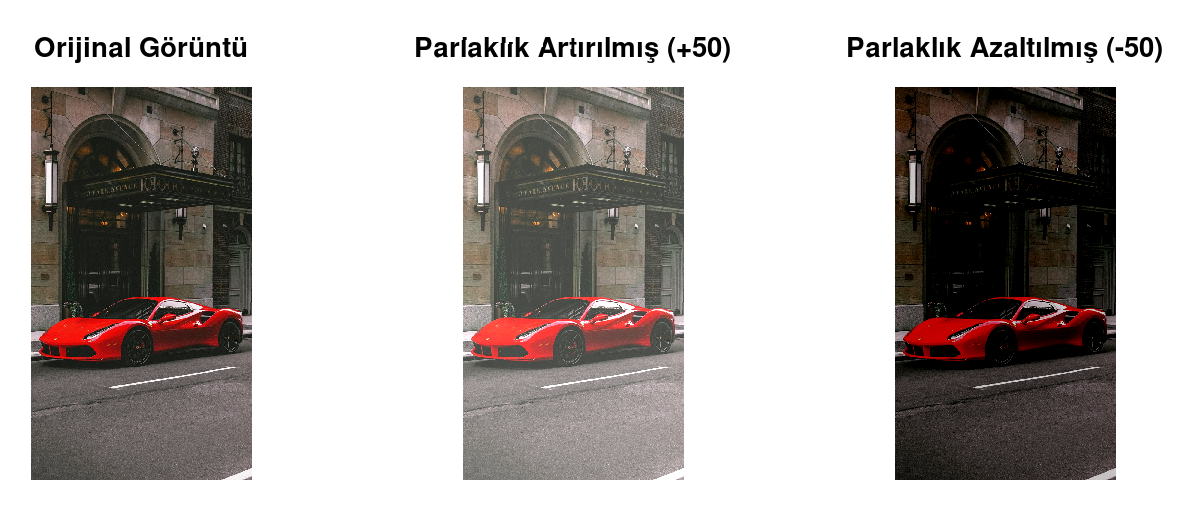 Orijinal Görüntü
Parlaklık Artırılmış (+50)
Parlaklık Azaltılmış (-50)